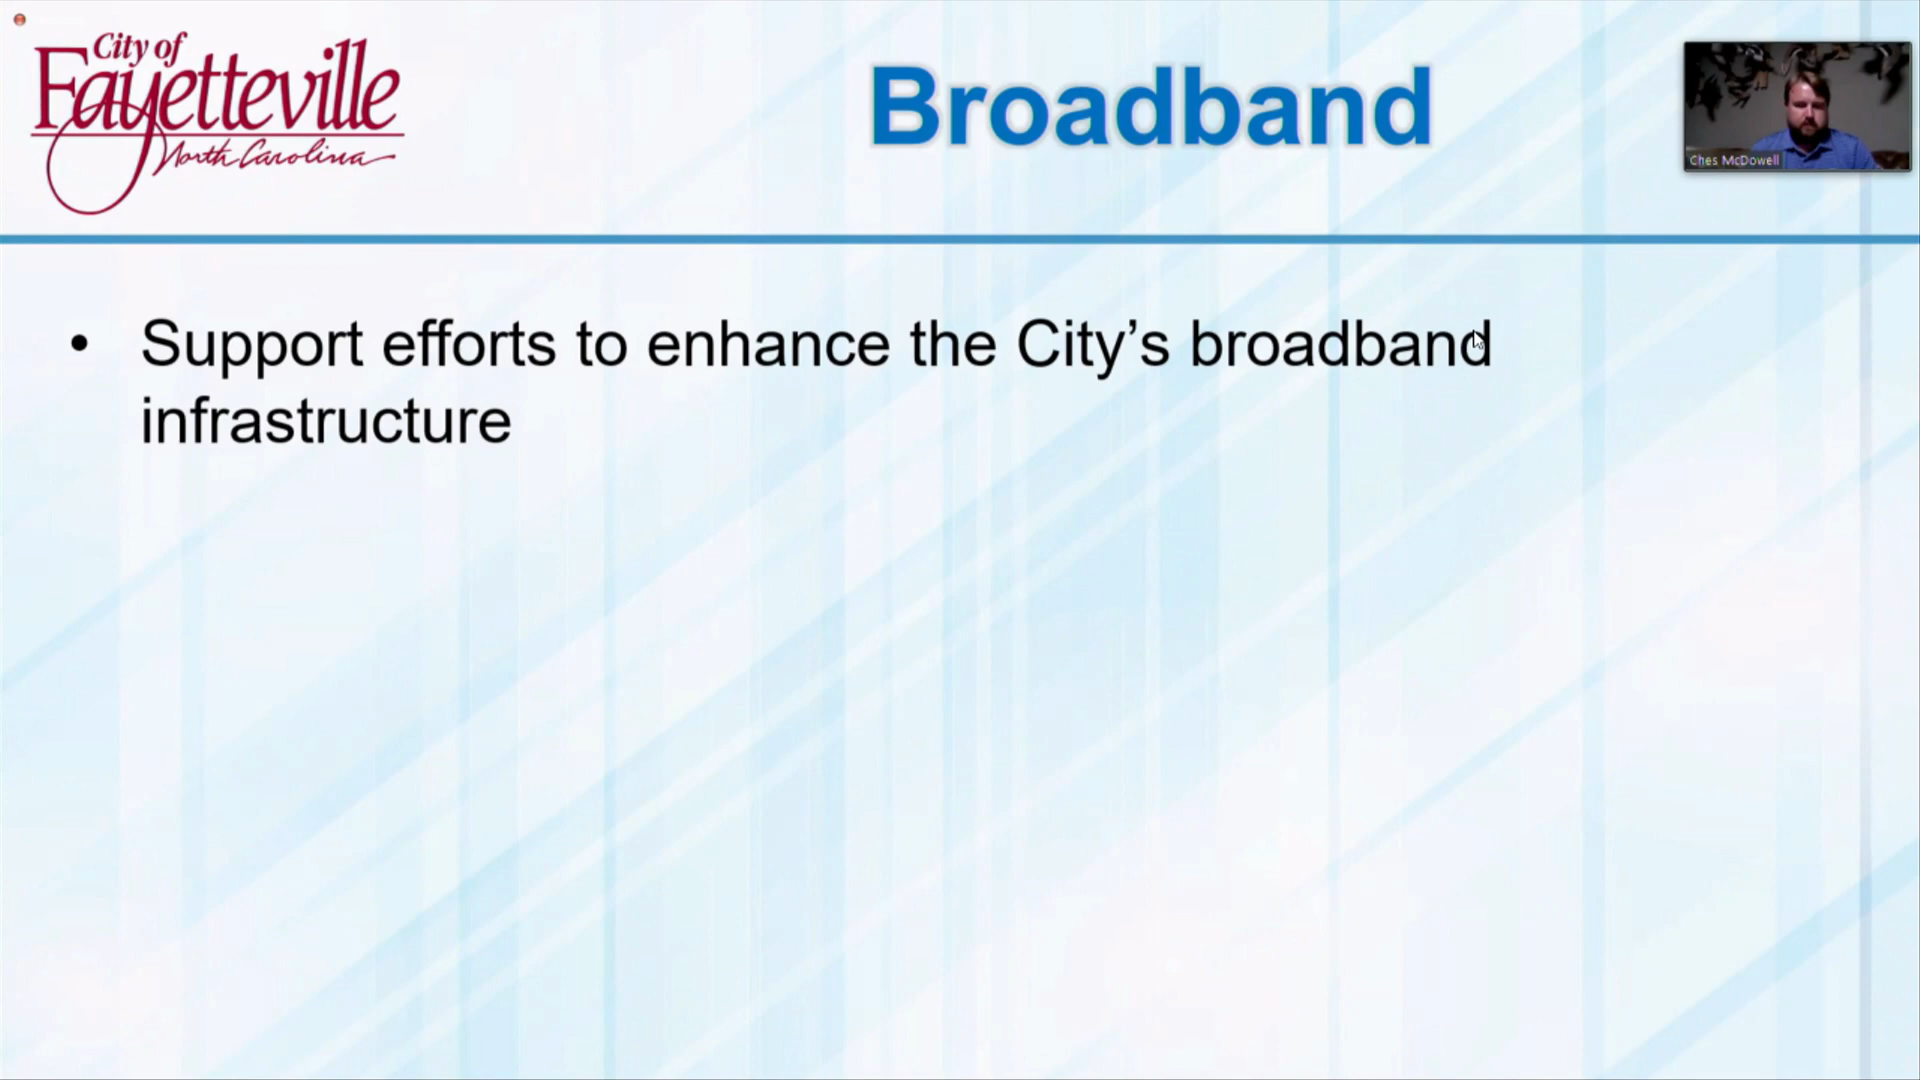 City of
Fayetteville
North Carolina
Broadband
Ches McDowell
• Support efforts to enhance the City’s broadband
infrastructure